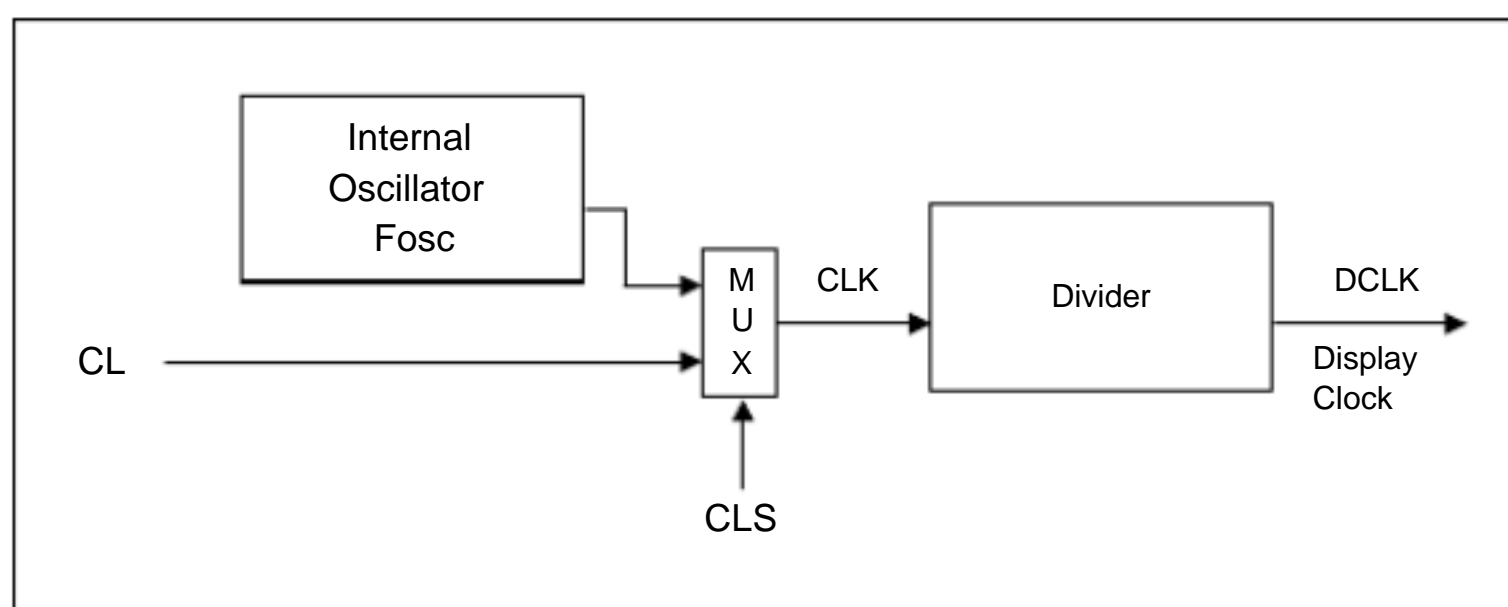 Internal
Oscillator
Fosc
CL
M
U
X
CLS
CLK
Divider
DCLK
Display
Clock